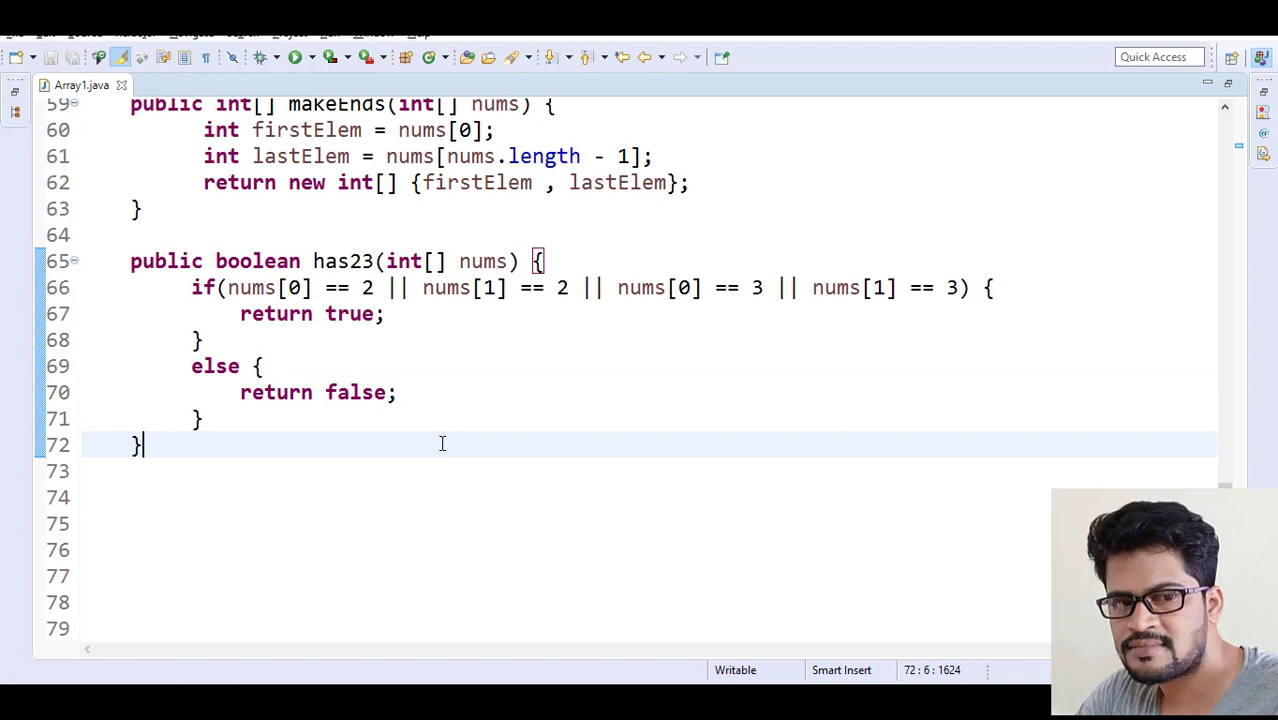 Quick Access
Array1.java
59 public int[] makeEnds(int[] nums) {
60 int firstElem = nums[0];
61 int lastElem = nums[nums.length - 1];
62 return new int[] {firstElem , lastElem};
63 }
64
65 public boolean has23(int[] nums) {
66 if(nums[0] == 2 || nums[1] == 2 || nums[0] == 3 || nums[1] == 3) {
67 return true;
68 }
69 else {
70 return false;
71 }
72 }
73
74
75
76
77
78
79
Writable Smart Insert 72 : 6 : 1624